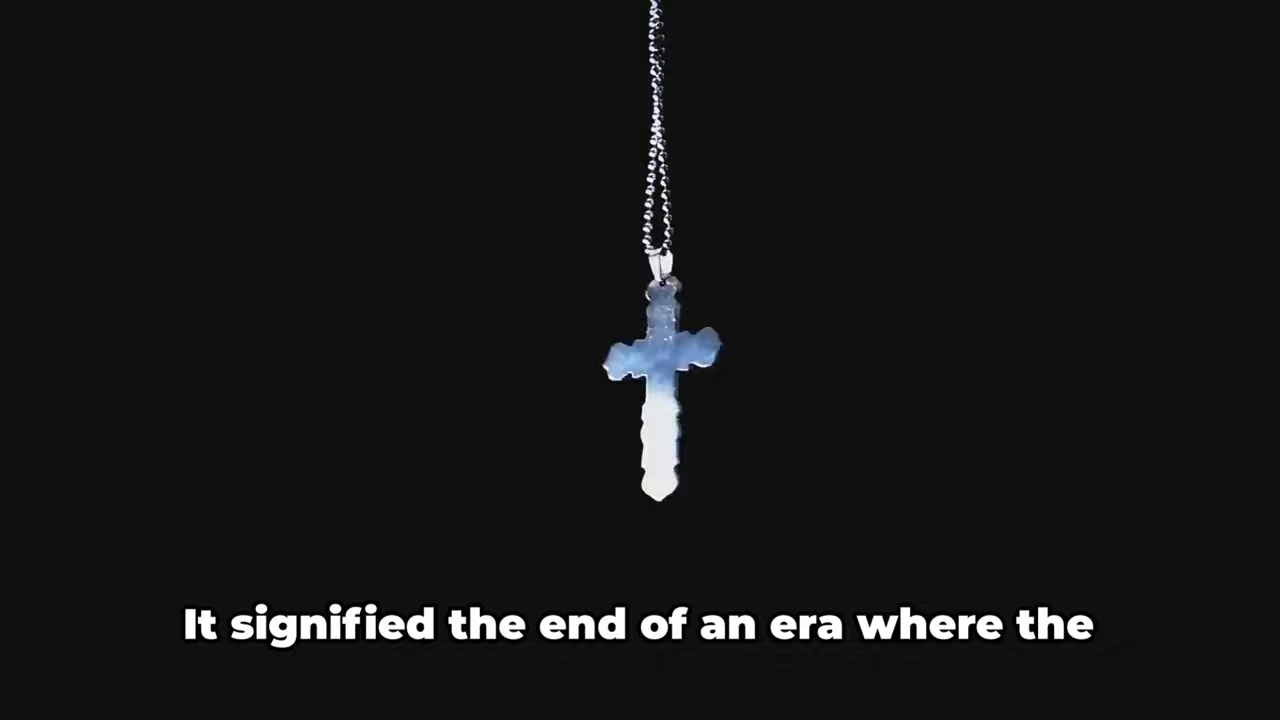 It signified the end of an era where the